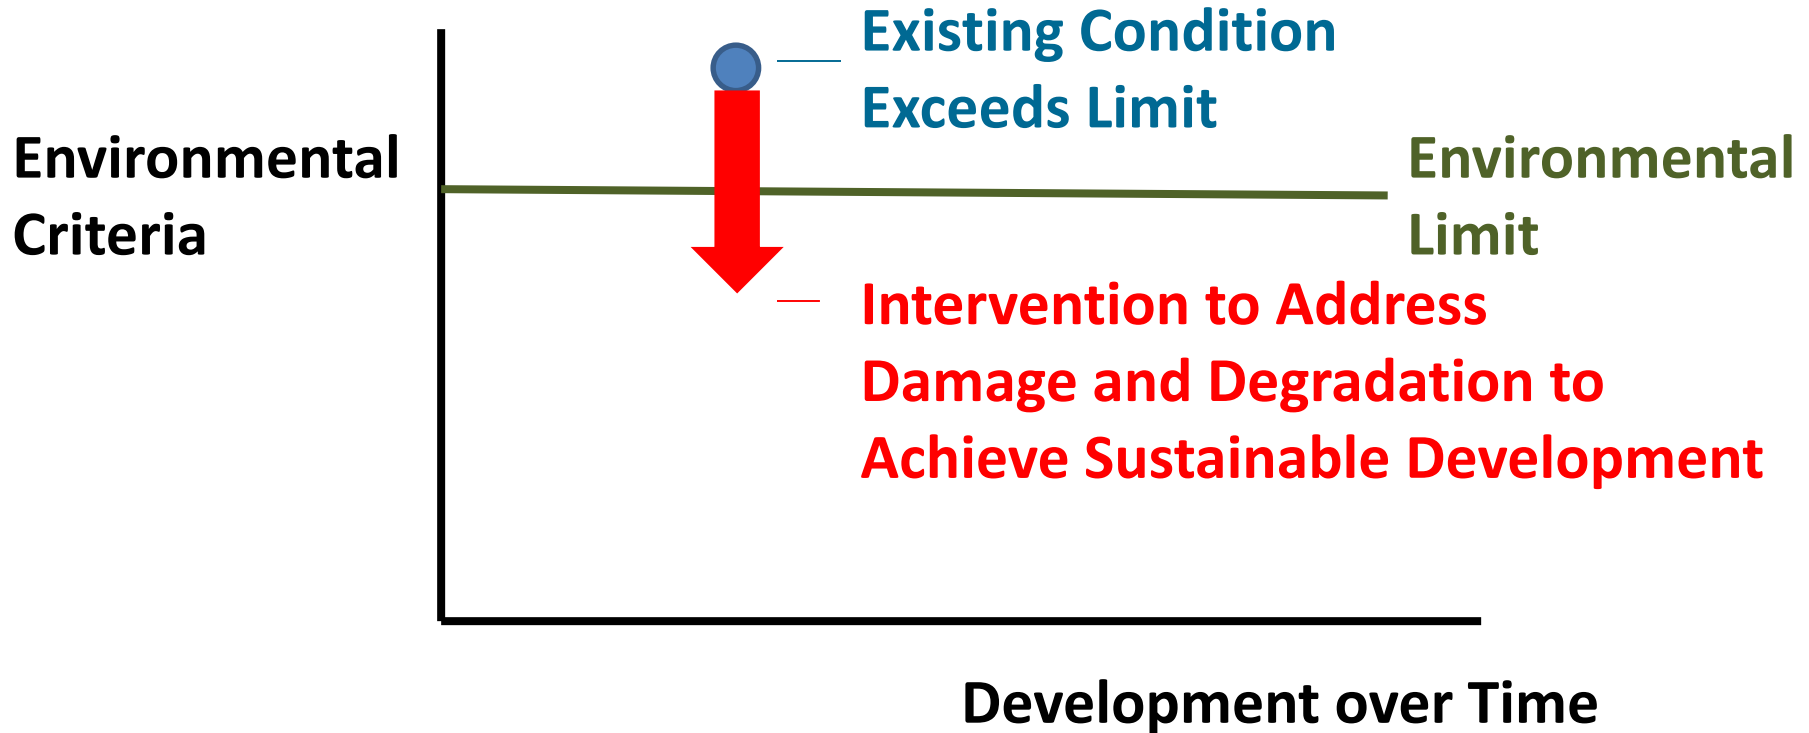 Existing Condition
Exceeds Limit
Environmental
Criteria
Environmental
Limit
Intervention to Address
Damage and Degradation to
Achieve Sustainable Development
Development over Time